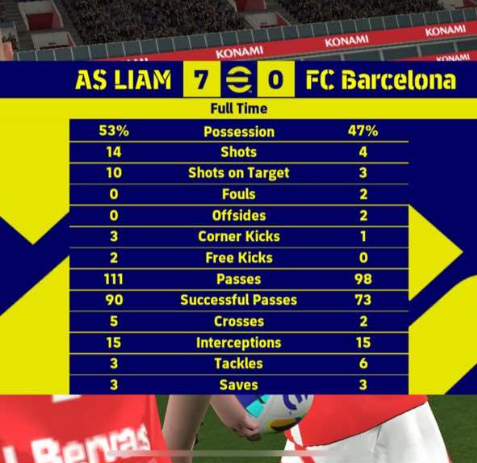 KONAMI KONAMI KONAMI
KONAMI
AS LIAM 7 0 FC Barcelona
Full Time
53% Possession 47%
14 Shots 4
10 Shots on Target 3
0 Fouls 2
0 Offsides 2
3 Corner Kicks 1
2 Free Kicks 0
111 Passes 98
90 Successful Passes 73
5 Crosses 2
15 Interceptions 15
3 Tackles 6
3 Saves 3